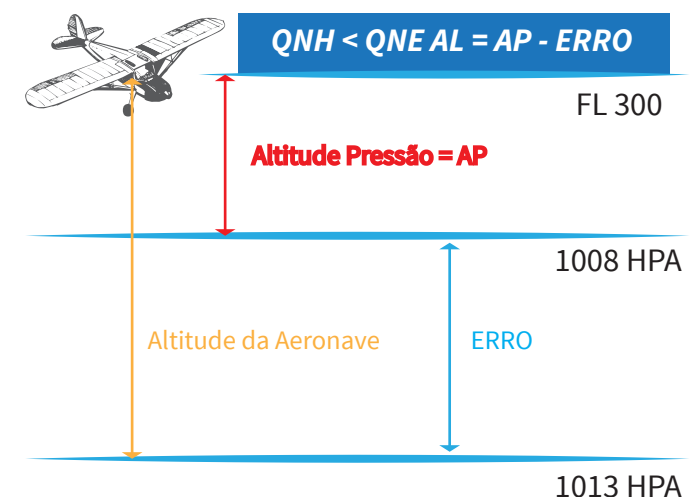 QNH < QNE AL = AP - ERRO
FL 300
Altitude Pressão = AP
1008 HPA
Altitude da Aeronave
ERRO
1013 HPA